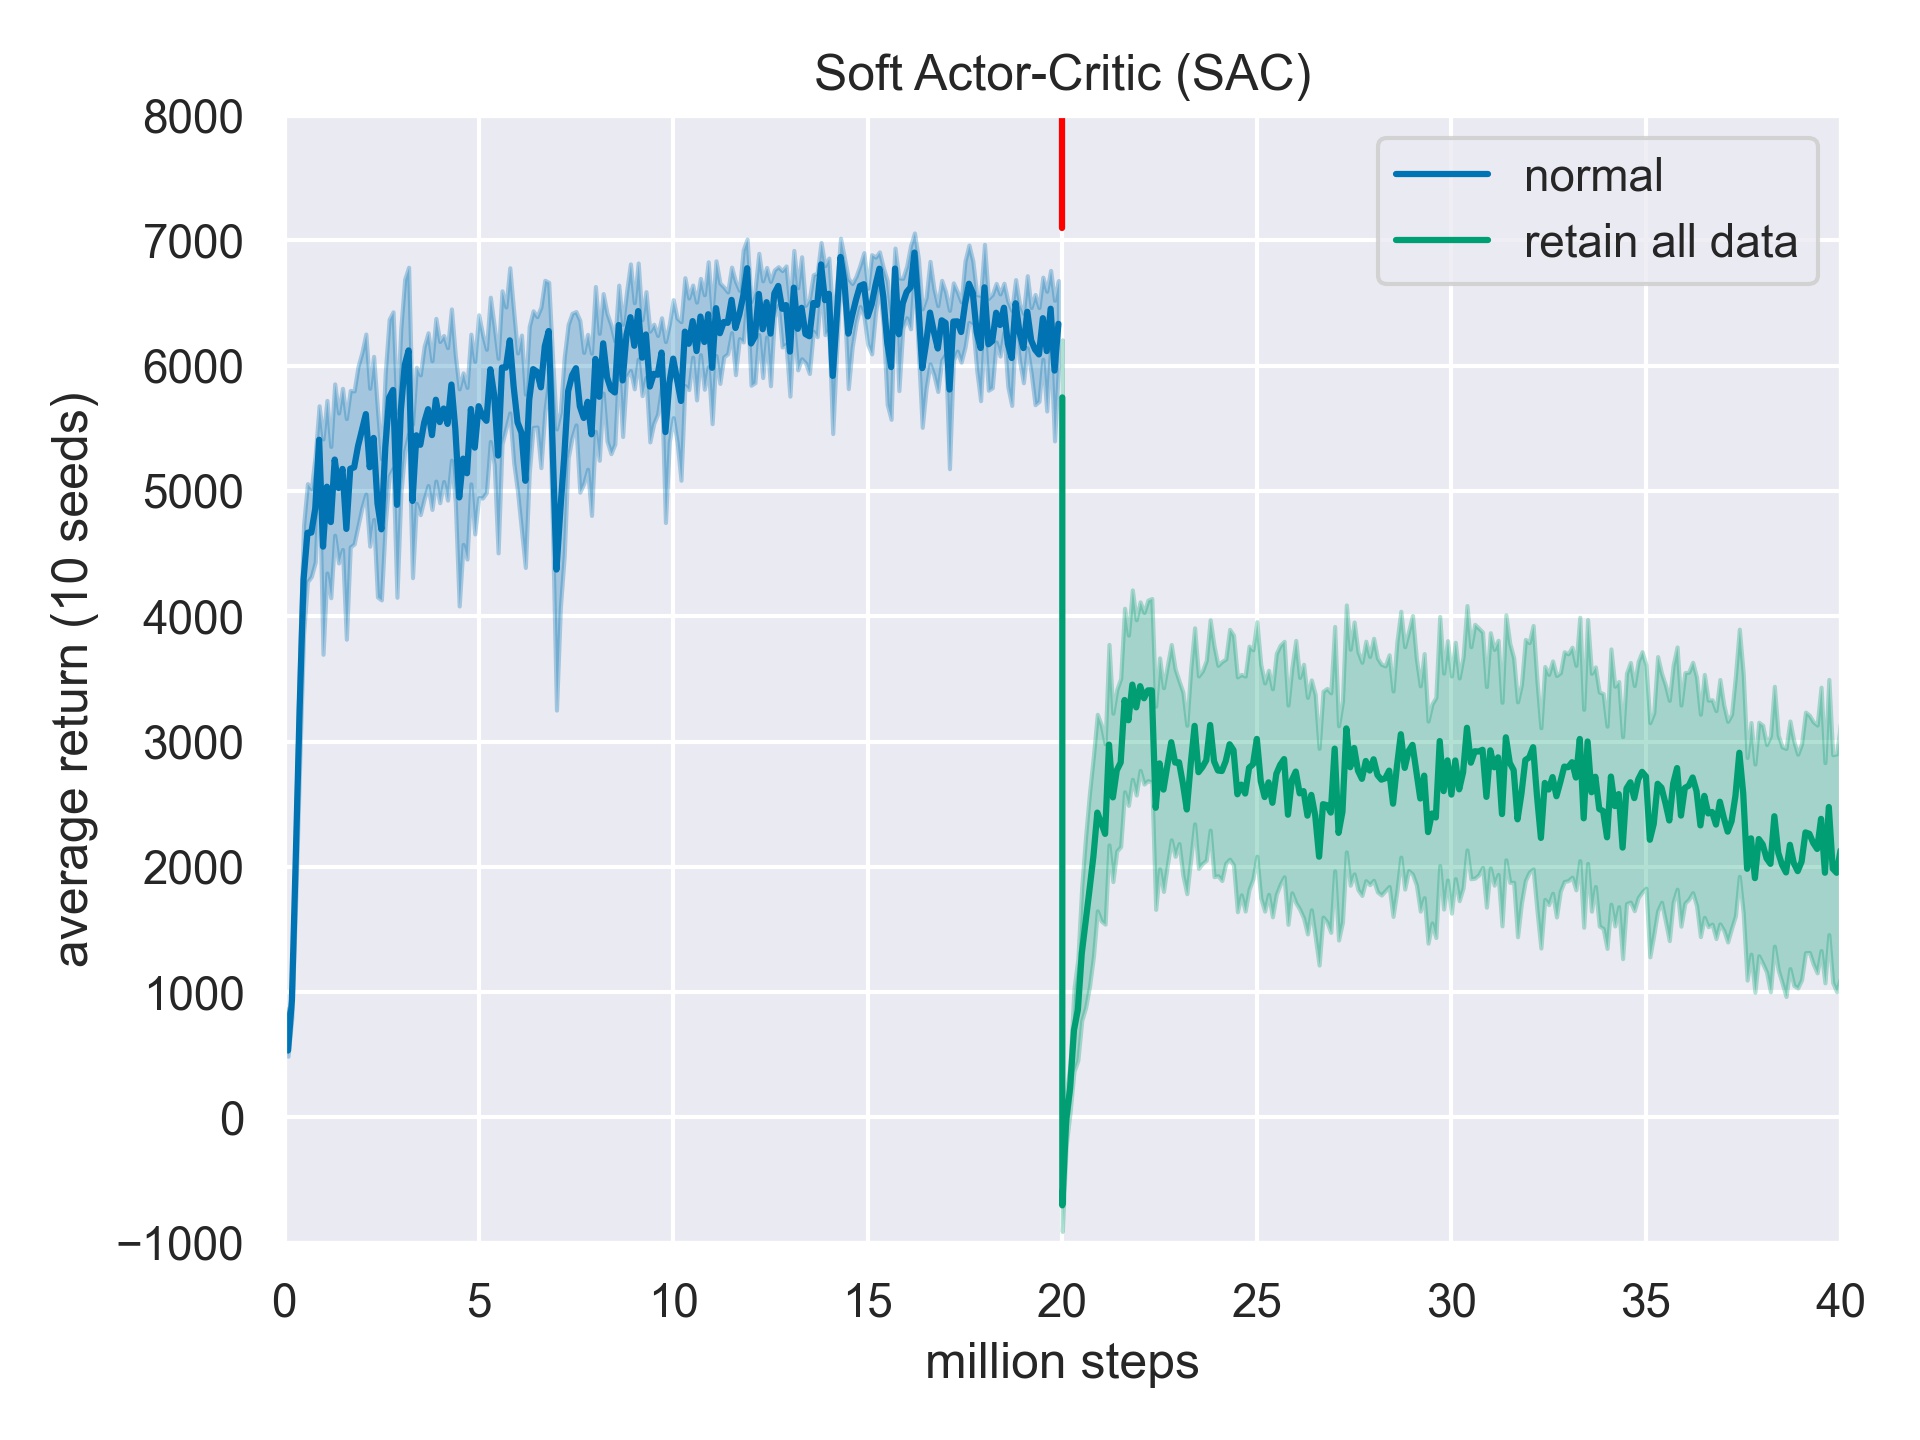 Soft Actor-Critic (SAC)
8000
7000
6000
5000
4000
3000
2000
1000
0
−1000
average return (10 seeds)
normal
retain all data
0 5 10 15 20 25 30 35 40
million steps